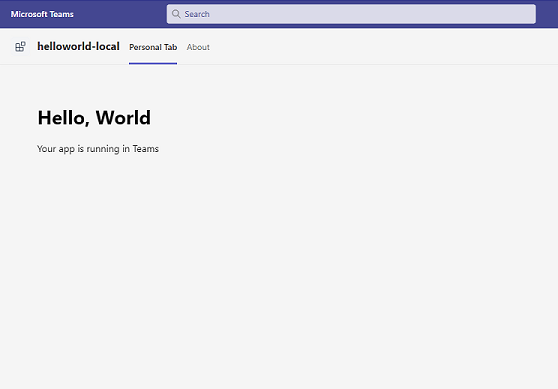 Microsoft Teams
Search
helloworld-local
Personal Tab
About
Hello, World
Your app is running in Teams